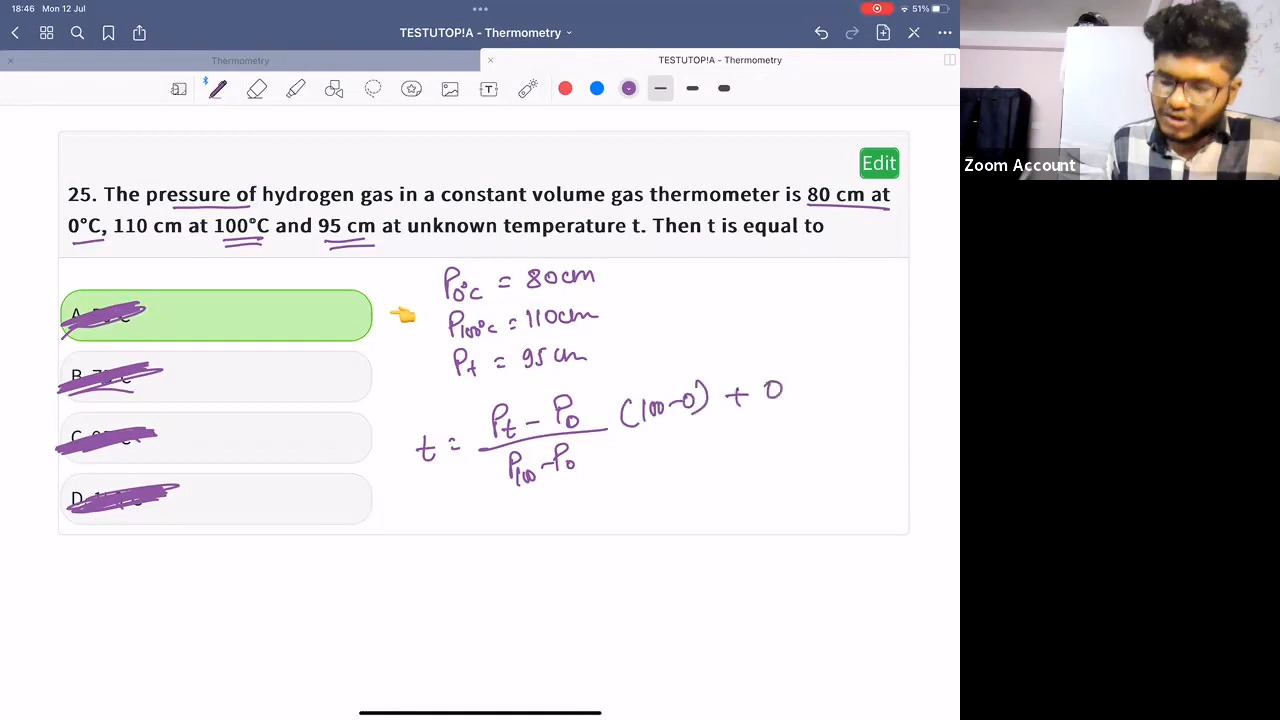 18:46 Mon 12 Jul
51%
TESTUTOP!A - Thermometry
Thermometry
TESTUTOP!A - Thermometry
Edit
25. The pressure of hydrogen gas in a constant volume gas thermometer is 80 cm at
0°C, 110 cm at 100°C and 95 cm at unknown temperature t. Then t is equal to
A.
B.
C.
D.
P0°C = 80cm
P100°C = 110cm
Pt = 95cm
t = Pt - P0 / P100 - P0 (100-0) + 0
Zoom Account